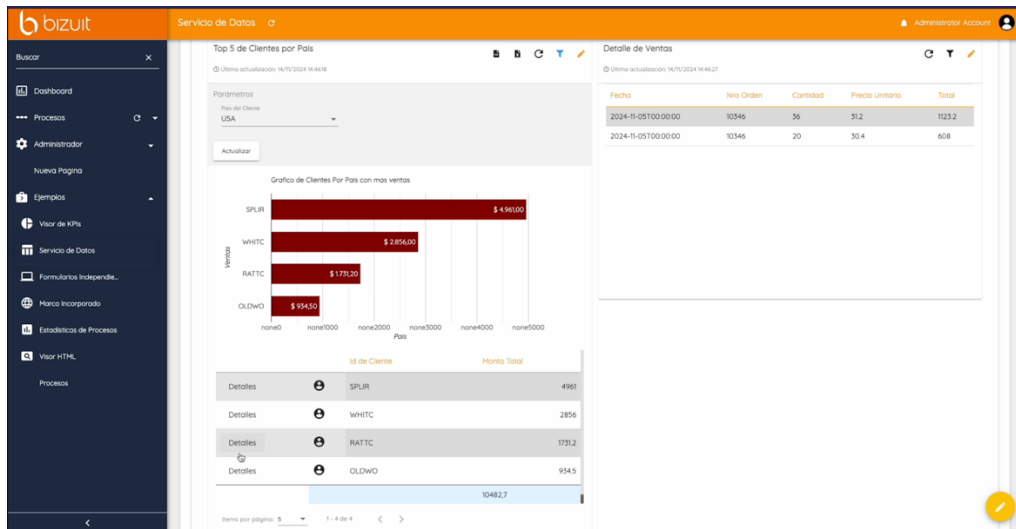 bizuit
Servicio de Datos
Administrator Account
Buscar
Dashboard
Procesos
Administrador
Nueva Pagina
Ejemplos
Visor de KPIs
Servicio de Datos
Formularios Independie...
Marco Incorporado
Estadísticas de Procesos
Visor HTML
Procesos
Top 5 de Clientes por Pais
Última actualización: 14/11/2024 14:46:18
Parámetros
Pais del Cliente
USA
Actualizar
Grafico de Clientes Por Pais con mas ventas
Ventas
SPLIR $ 4.961,00
WHITC $ 2.856,00
RATTC $ 1.731,20
OLDWO $ 934,50
none0 none1000 none2000 none3000 none4000 none5000
Pais
Id de Cliente Monto Total
Detalles SPLIR 4961
Detalles WHITC 2856
Detalles RATTC 1731.2
Detalles OLDWO 934.5
10482,7
Items por página: 5 1 - 4 de 4
Detalle de Ventas
Última actualización: 14/11/2024 14:46:27
Fecha Nro Orden Cantidad Precio Unitario Total
2024-11-05T00:00:00 10346 36 31.2 1123.2
2024-11-05T00:00:00 10346 20 30.4 608